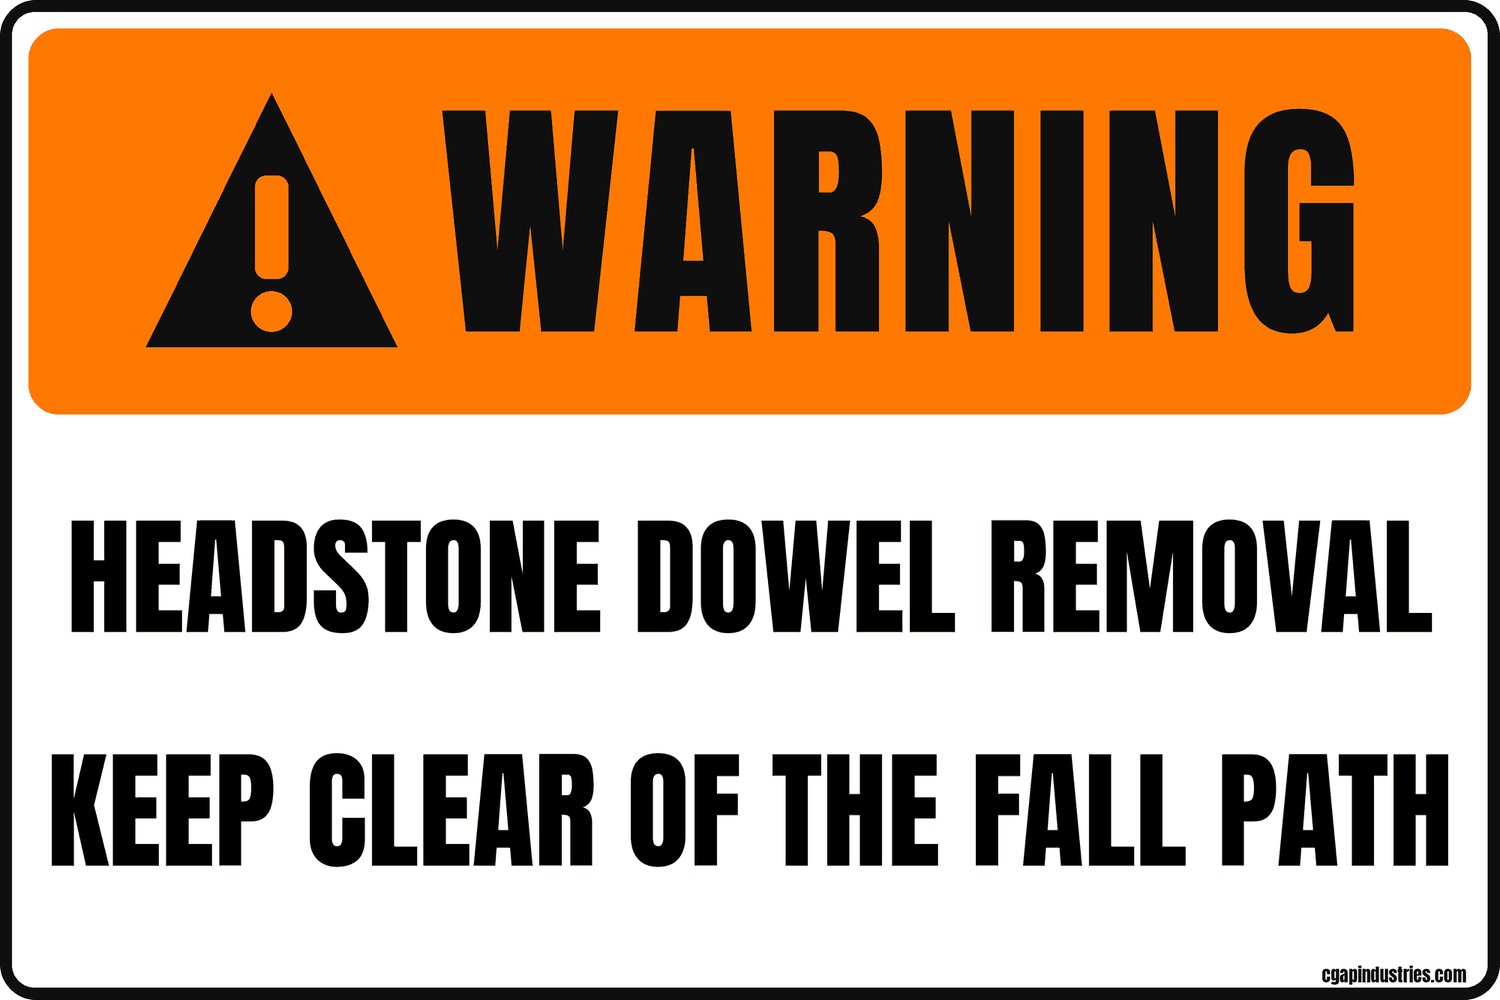 WARNING
HEADSTONE DOWEL REMOVAL
KEEP CLEAR OF THE FALL PATH
cgapindustries.com